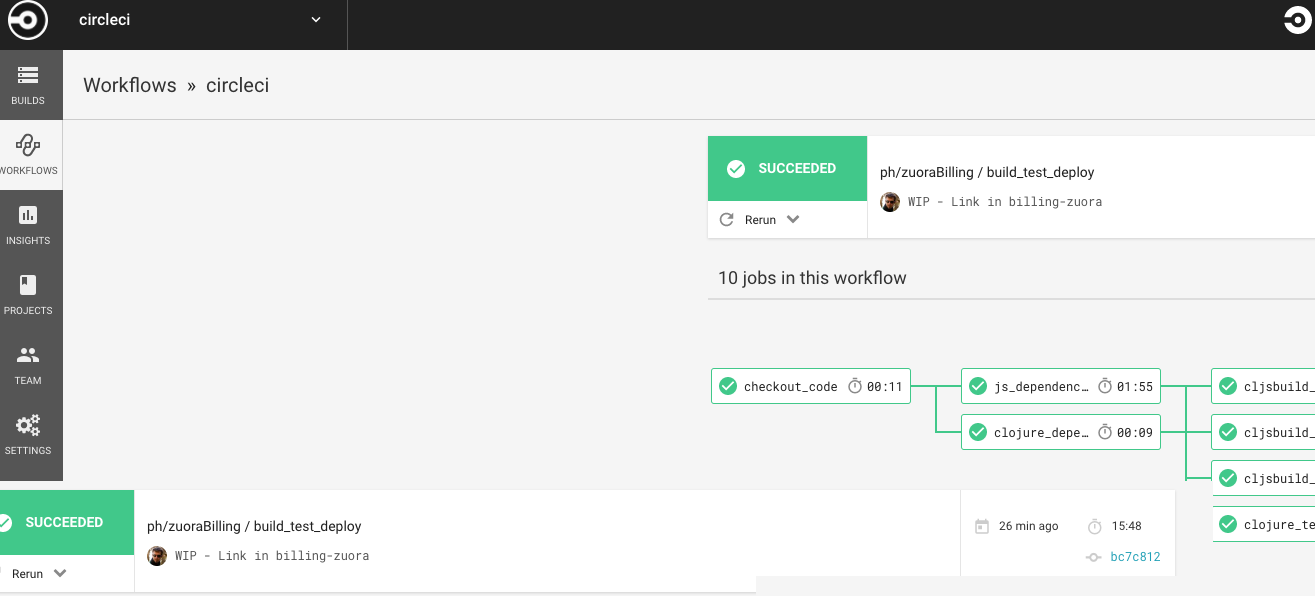 circleci
Workflows » circleci
BUILDS
WORKFLOWS
INSIGHTS
PROJECTS
TEAM
SETTINGS
SUCCEEDED
Rerun
ph/zuoraBilling / build_test_deploy
WIP - Link in billing-zuora
10 jobs in this workflow
checkout_code 00:11
js_dependenc… 01:55
cljsbuild_
clojure_depe… 00:09
cljsbuild_
cljsbuild_
clojure_te
SUCCEEDED
Rerun
ph/zuoraBilling / build_test_deploy
WIP - Link in billing-zuora
26 min ago 15:48
bc7c812